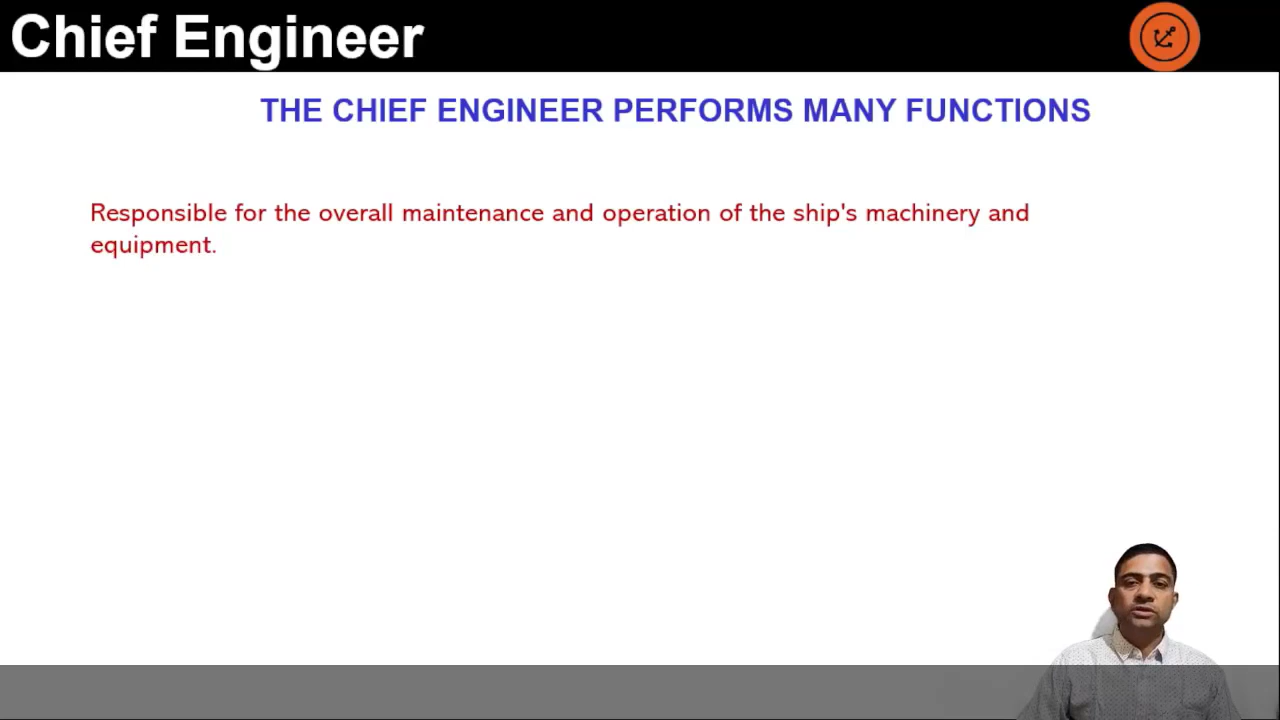 Chief Engineer
THE CHIEF ENGINEER PERFORMS MANY FUNCTIONS
Responsible for the overall maintenance and operation of the ship's machinery and
equipment.